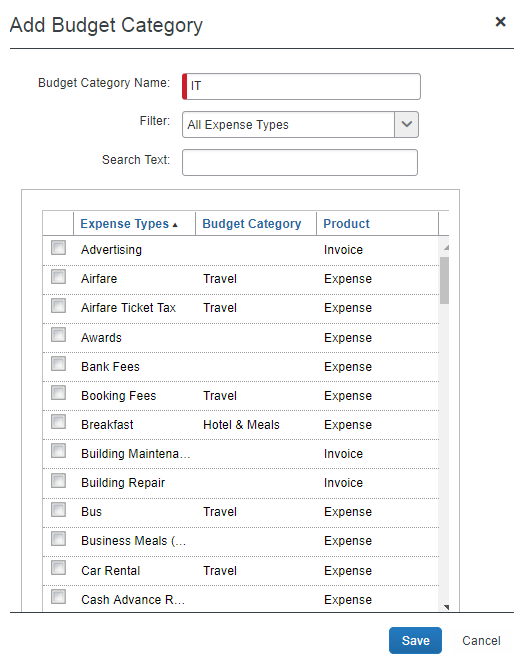 Add Budget Category ×
Budget Category Name: IT
Filter: All Expense Types
Search Text:
Expense Types ▲ Budget Category Product
Advertising Invoice
Airfare Travel Expense
Airfare Ticket Tax Travel Expense
Awards Expense
Bank Fees Expense
Booking Fees Travel Expense
Breakfast Hotel & Meals Expense
Building Maintena... Invoice
Building Repair Invoice
Bus Travel Expense
Business Meals (... Expense
Car Rental Travel Expense
Cash Advance R... Expense
Save Cancel